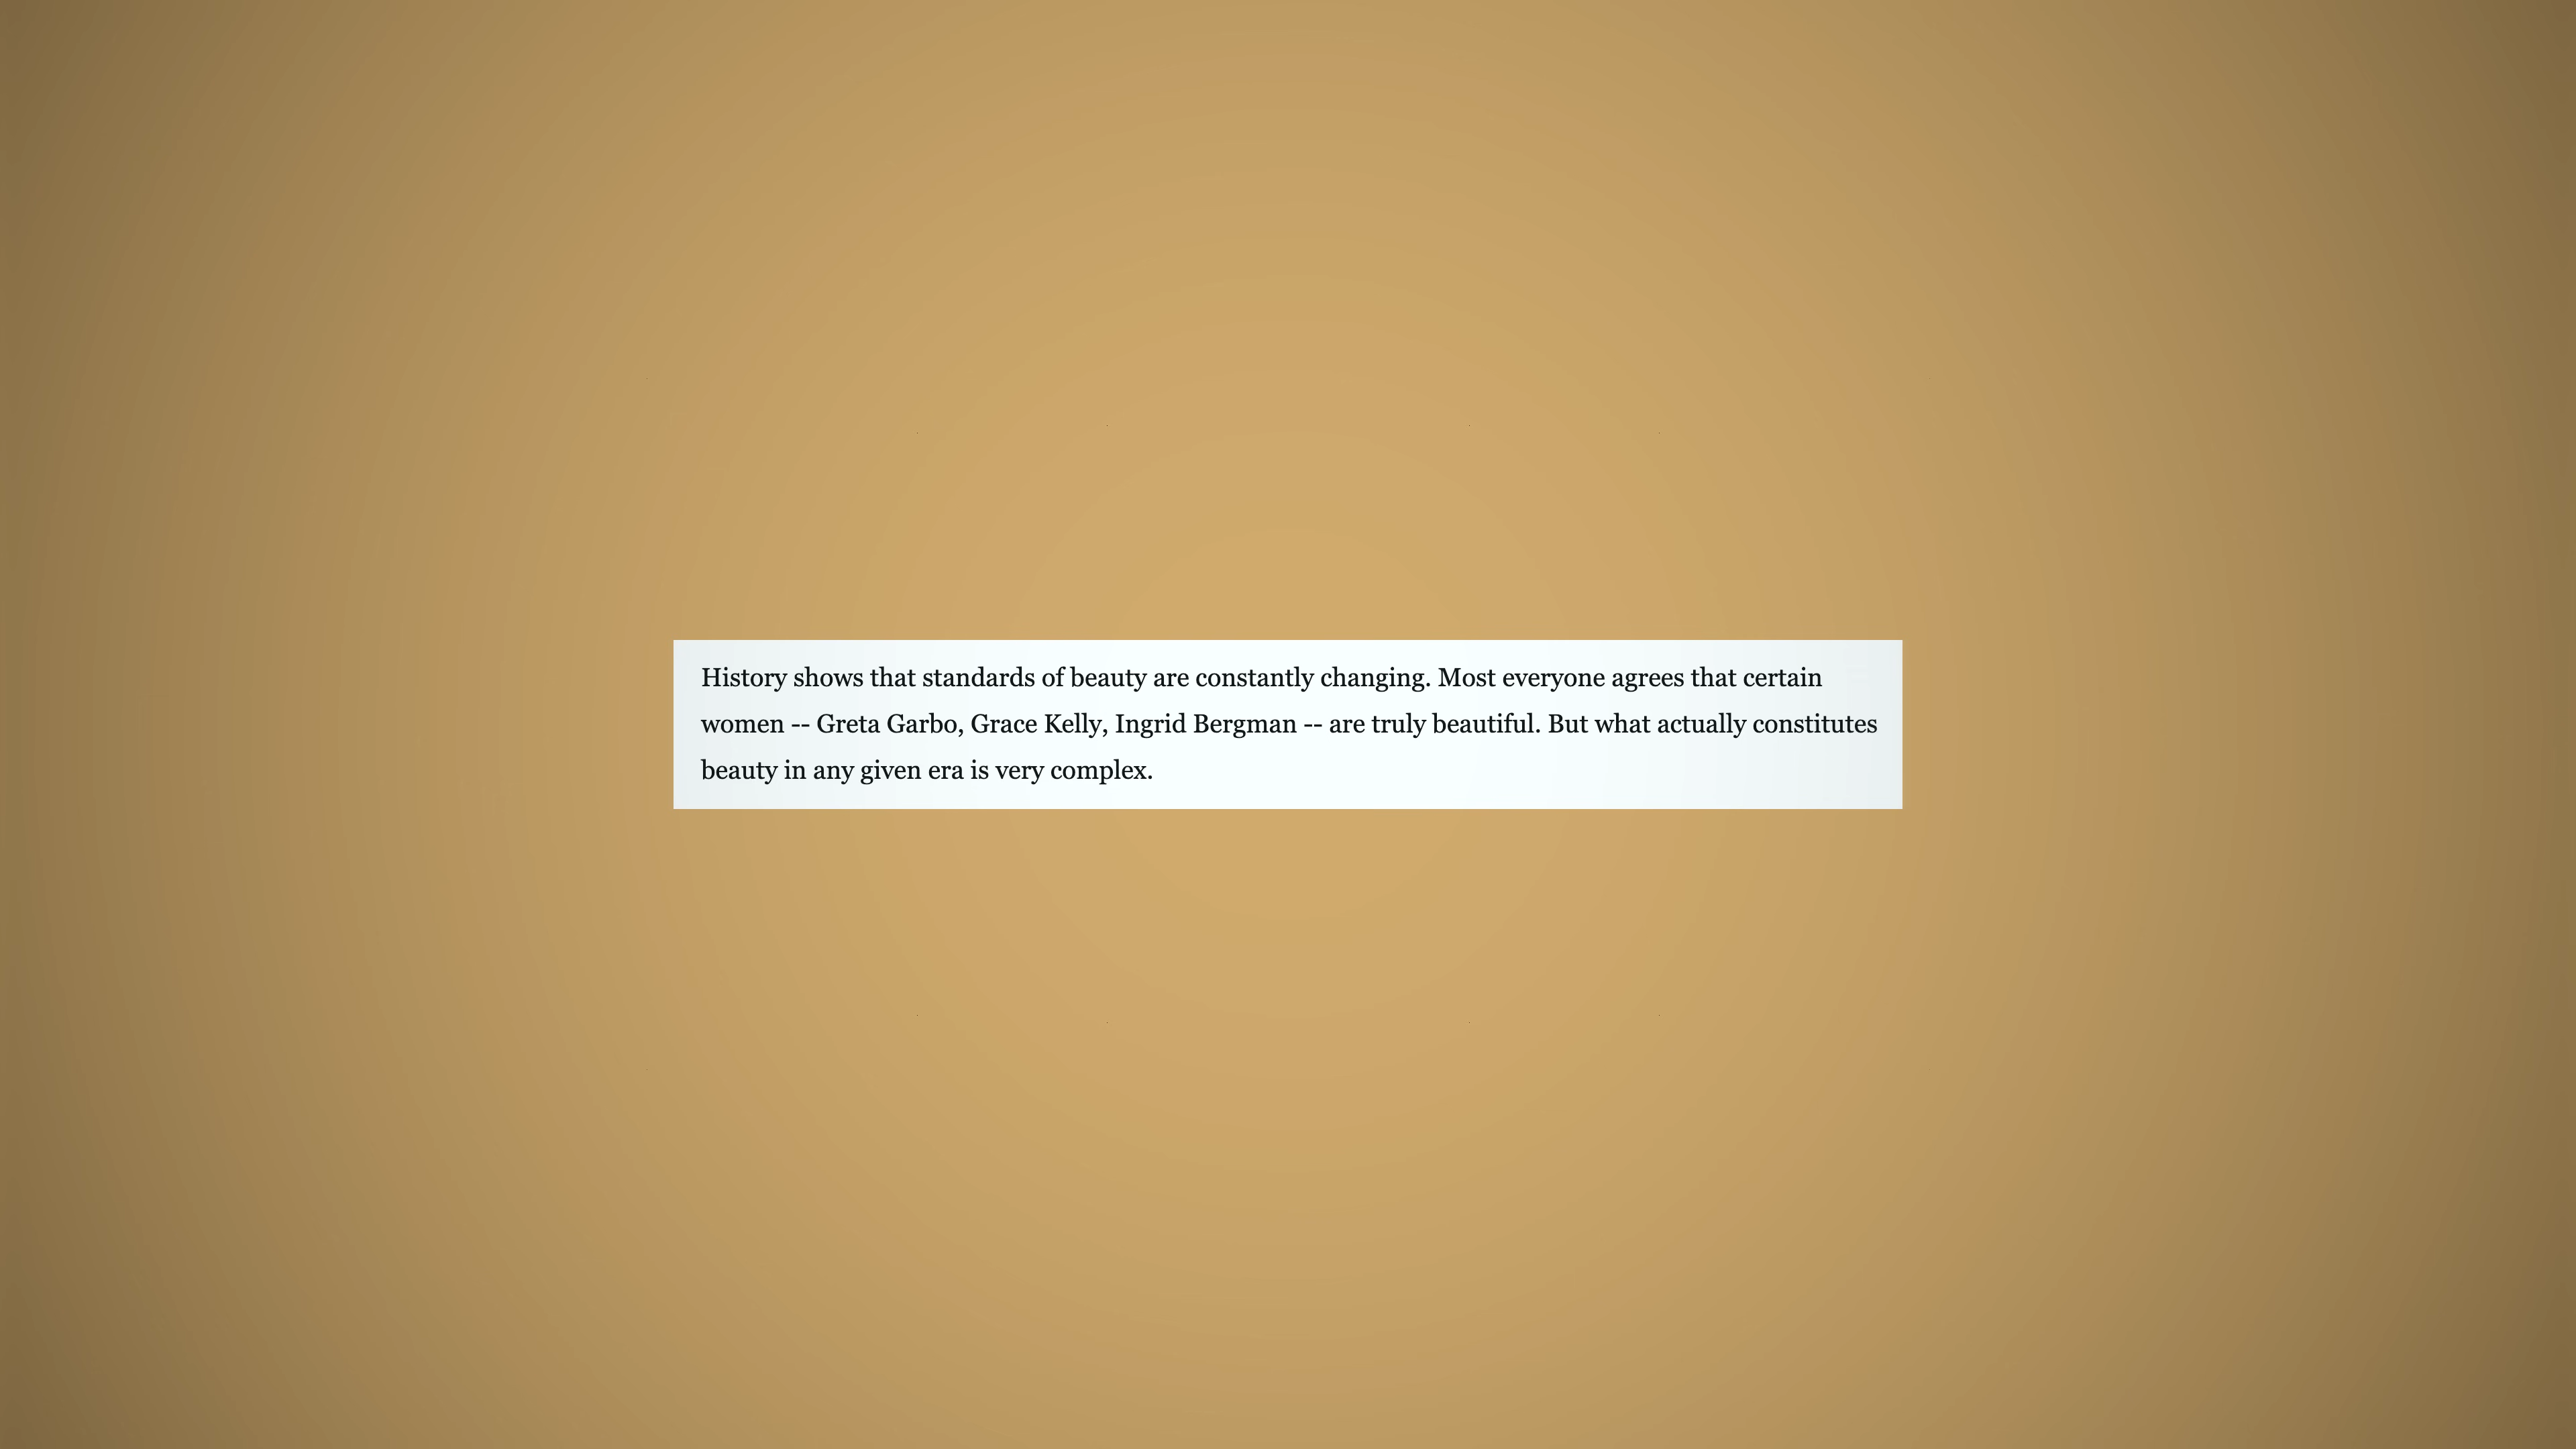 History shows that standards of beauty are constantly changing. Most everyone agrees that certain
women -- Greta Garbo, Grace Kelly, Ingrid Bergman -- are truly beautiful. But what actually constitutes
beauty in any given era is very complex.